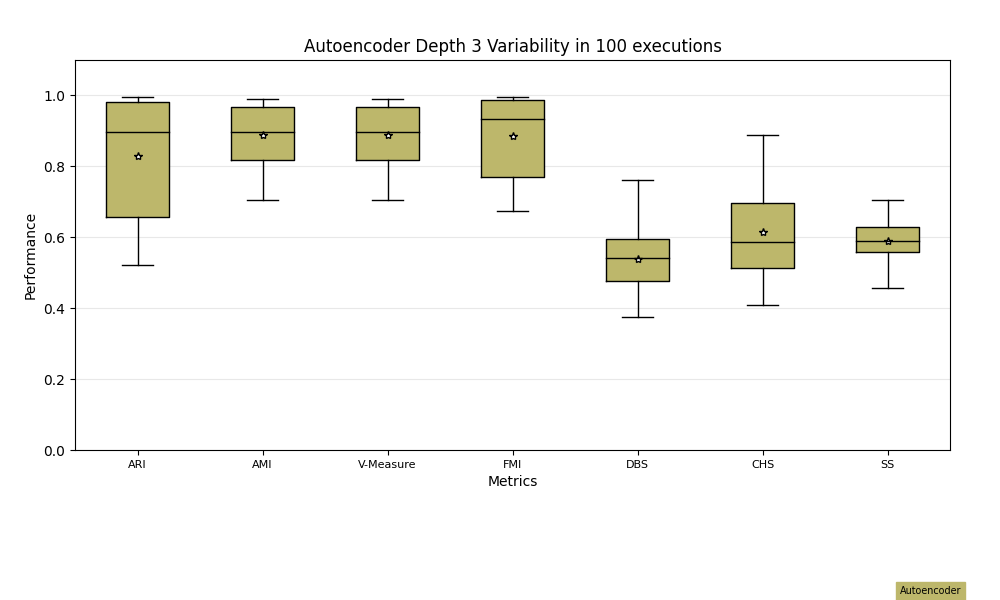 Autoencoder Depth 3 Variability in 100 executions
Performance
1.0
0.8
0.6
0.4
0.2
0.0
ARI AMI V-Measure FMI DBS CHS SS
Metrics
Autoencoder